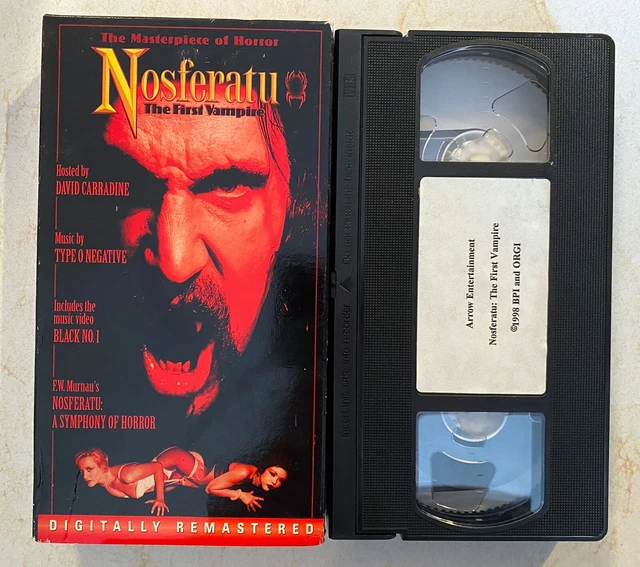 The Masterpiece of Horror
Nosferatu
The First Vampire
Hosted by
DAVID CARRADINE
Music by
TYPE O NEGATIVE
Includes the
music video
BLACK NO. 1
F.W. Murnau's
NOSFERATU:
A SYMPHONY OF HORROR
DIGITALLY REMASTERED
Arrow Entertainment
Nosferatu: The First Vampire
©1998 BPI and ORGI